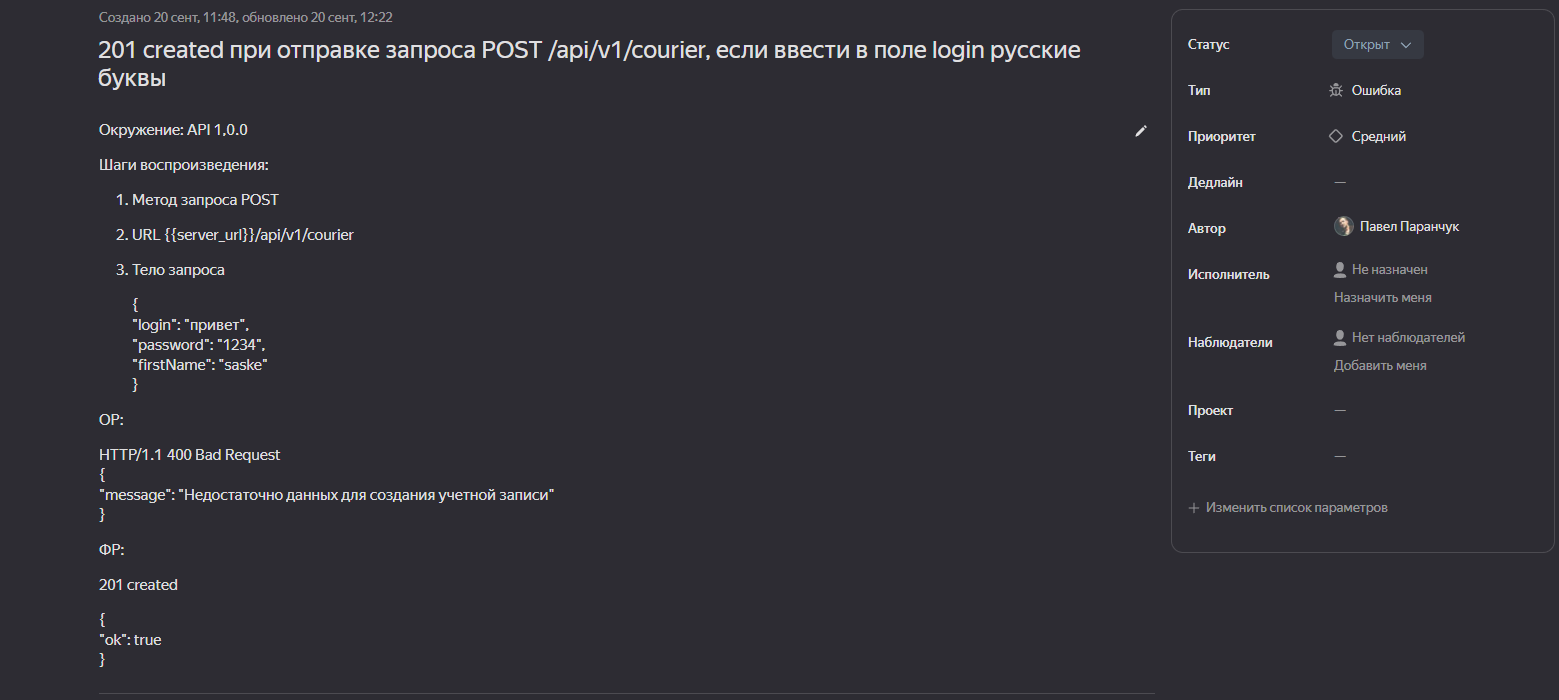 Создано 20 сент, 11:48, обновлено 20 сент, 12:22
201 created при отправке запроса POST /api/v1/courier, если ввести в поле login русские
буквы
Окружение: API 1,0.0
Шаги воспроизведения:
1. Метод запроса POST
2. URL {{server_url}}/api/v1/courier
3. Тело запроса
{
"login": "привет",
"password": "1234",
"firstName": "saske"
}
ОР:
HTTP/1.1 400 Bad Request
{
"message": "Недостаточно данных для создания учетной записи"
}
ФР:
201 created
{
"ok": true
}
Статус
Открыт
Тип
Ошибка
Приоритет
Средний
Дедлайн
—
Автор
Павел Паранчук
Исполнитель
Не назначен
Назначить меня
Наблюдатели
Нет наблюдателей
Добавить меня
Проект
—
Теги
—
+ Изменить список параметров